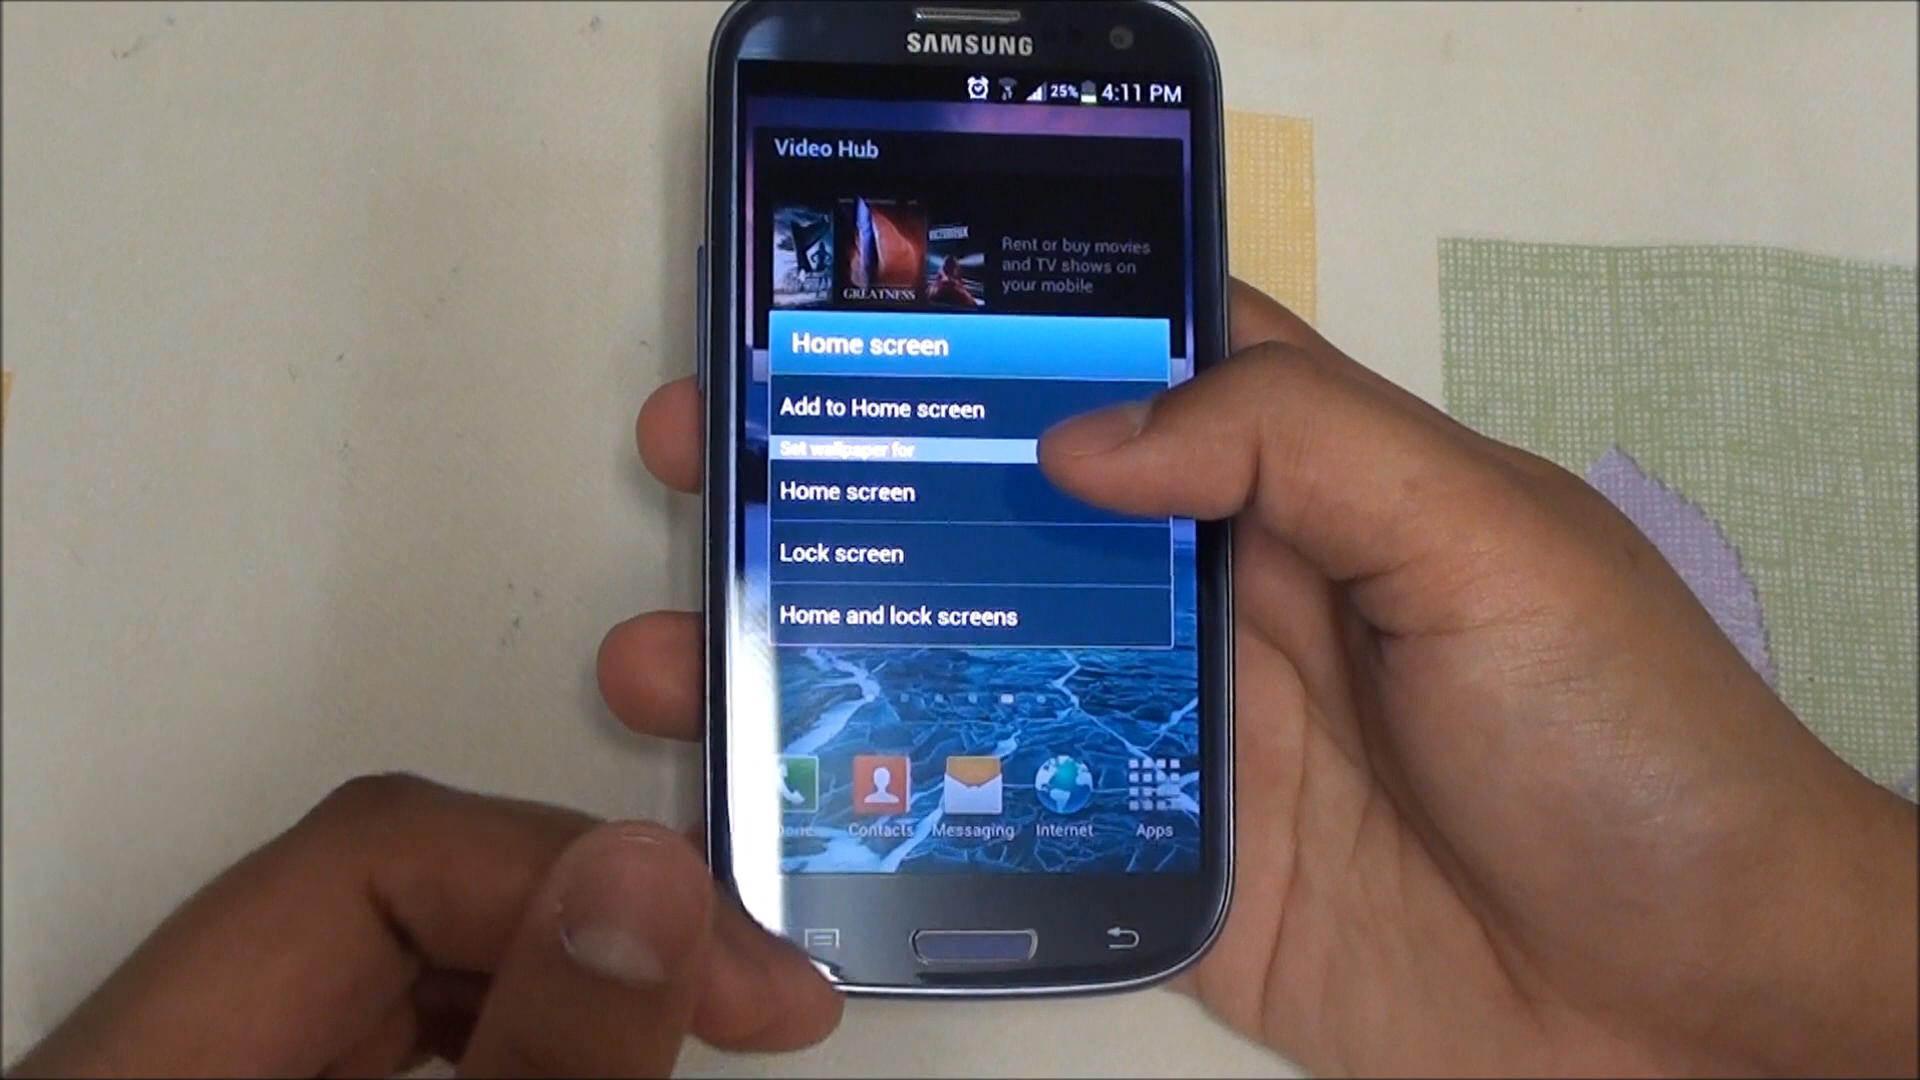 SAMSUNG
25% 4:11 PM
Video Hub
GREATNESS
Rent or buy movies
and TV shows on
your mobile
Home screen
Add to Home screen
Set wallpaper for
Home screen
Lock screen
Home and lock screens
Contacts
Messaging
Internet
Apps